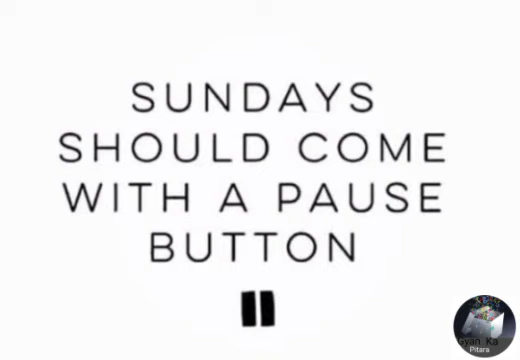 SUNDAYS
SHOULD COME
WITH A PAUSE
BUTTON
Gyan Ka
Pitara